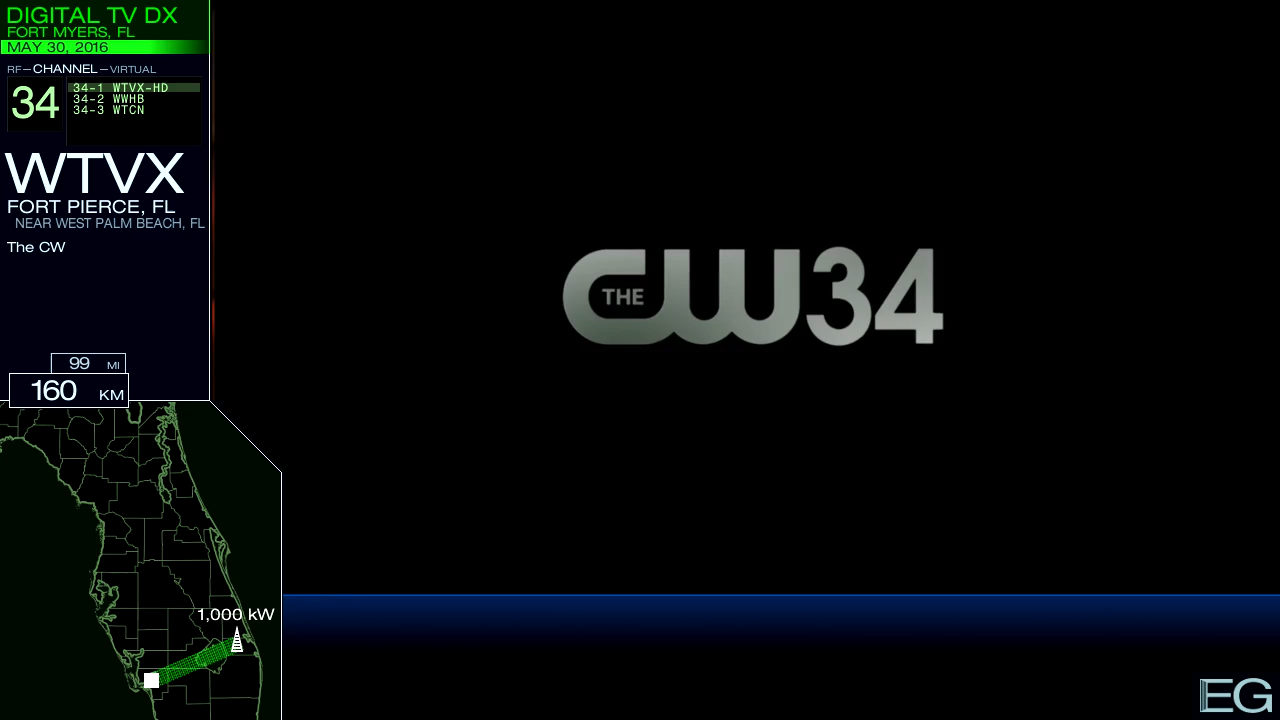 DIGITAL TV DX
FORT MYERS, FL
MAY 30, 2016
RF CHANNEL VIRTUAL
34
34-1 WTVX-HD
34-2 WWHB
34-3 WTCN
WTVX
FORT PIERCE, FL
NEAR WEST PALM BEACH, FL
The CW
99 MI
160 KM
1,000 kW
THE CW 34
EG